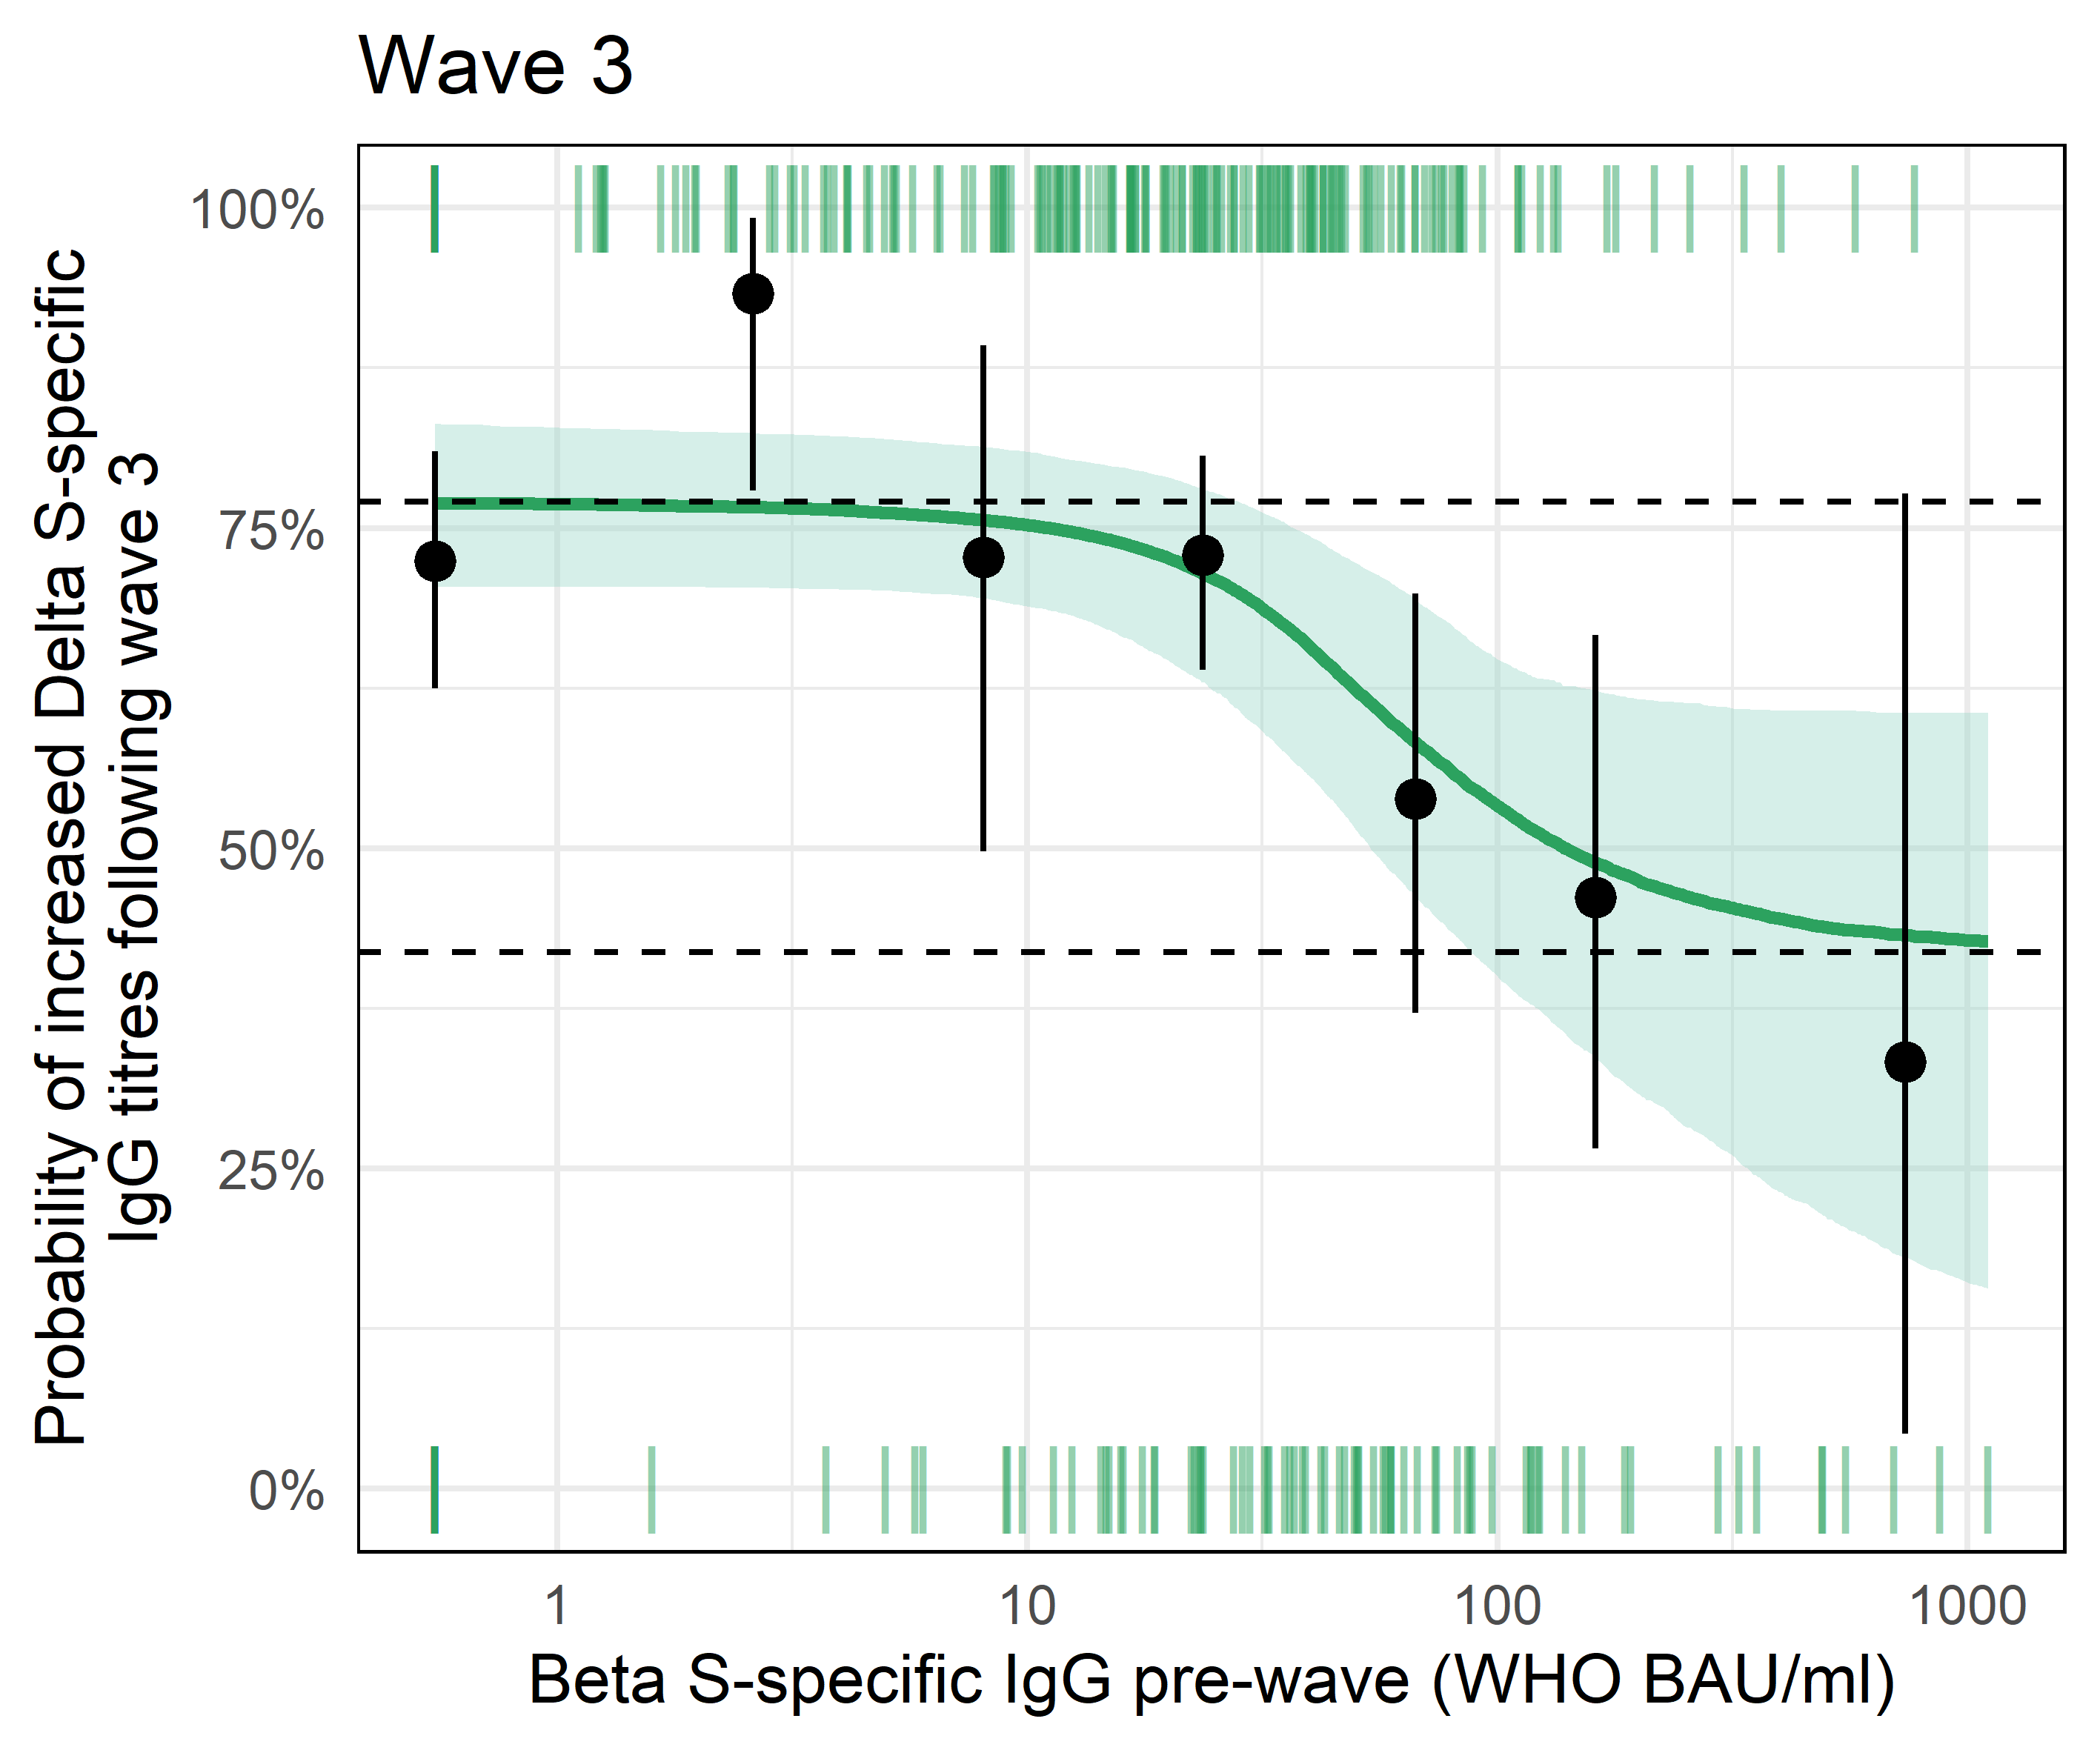 Wave 3
Probability of increased Delta S-specific
IgG titres following wave 3
100%
75%
50%
25%
0%
1
10
100
1000
Beta S-specific IgG pre-wave (WHO BAU/ml)